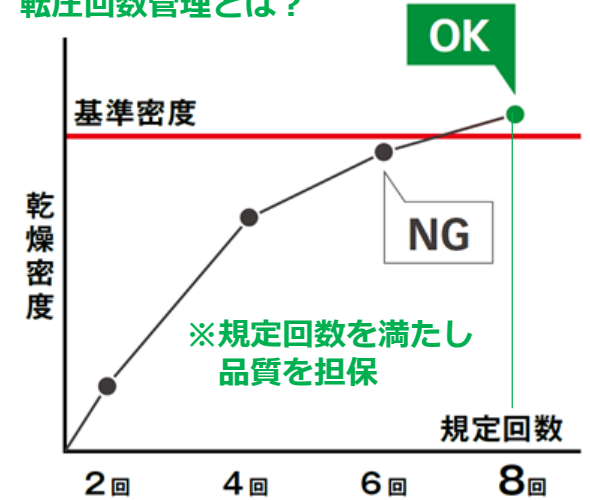 転圧回数管理とは？
OK
基準密度
乾燥密度
NG
※規定回数を満たし
品質を担保
規定回数
2回 4回 6回 8回